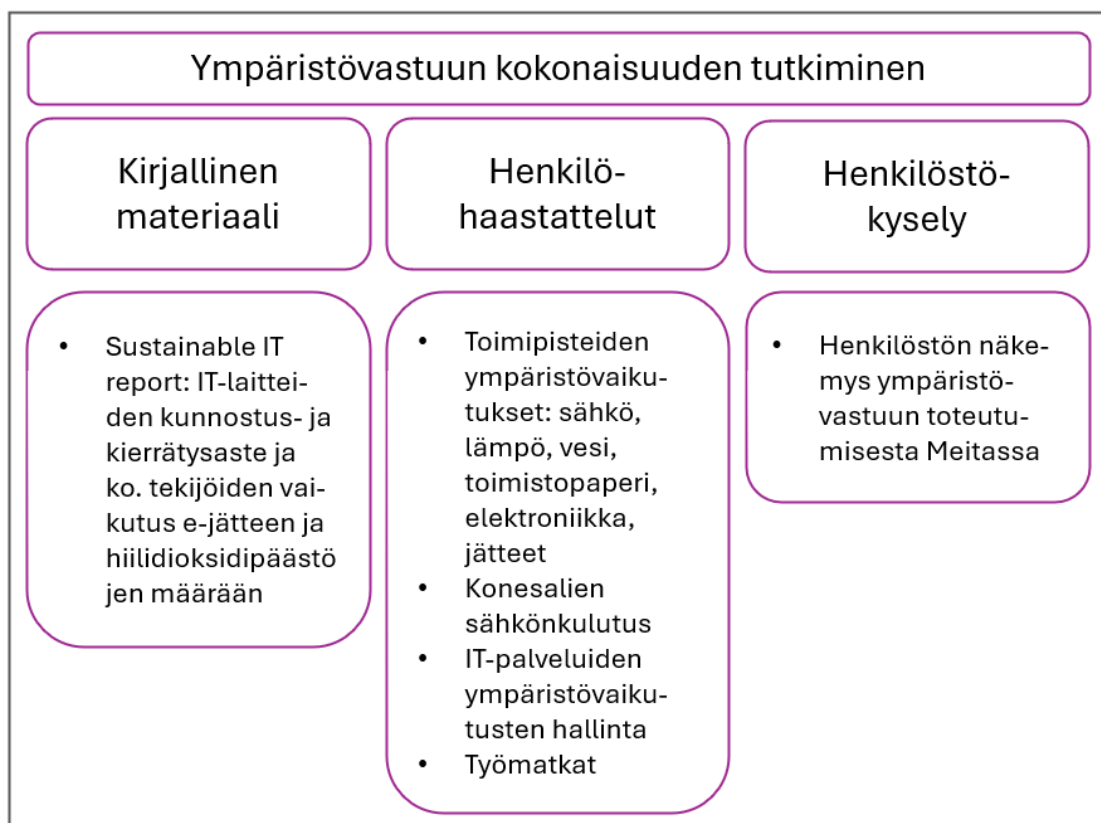 Ympäristövastuun kokonaisuuden tutkiminen
Kirjallinen
materiaali
• Sustainable IT
report: IT-laittei-
den kunnostus- ja
kierrätysaste ja
ko. tekijöiden vai-
kutus e-jätteen ja
hiilidioksidipäästö
jen määrään
Henkilö-
haastattelut
• Toimipisteiden
ympäristövaiku-
tukset: sähkö,
lämpö, vesi,
toimistopaperi,
elektroniikka,
jätteet
• Konesalien
sähkönkulutus
• IT-palveluiden
ympäristövaiku-
tusten hallinta
• Työmatkat
Henkilöstö-
kysely
• Henkilöstön näke-
mys ympäristö-
vastuun toteutu-
misesta Meitassa